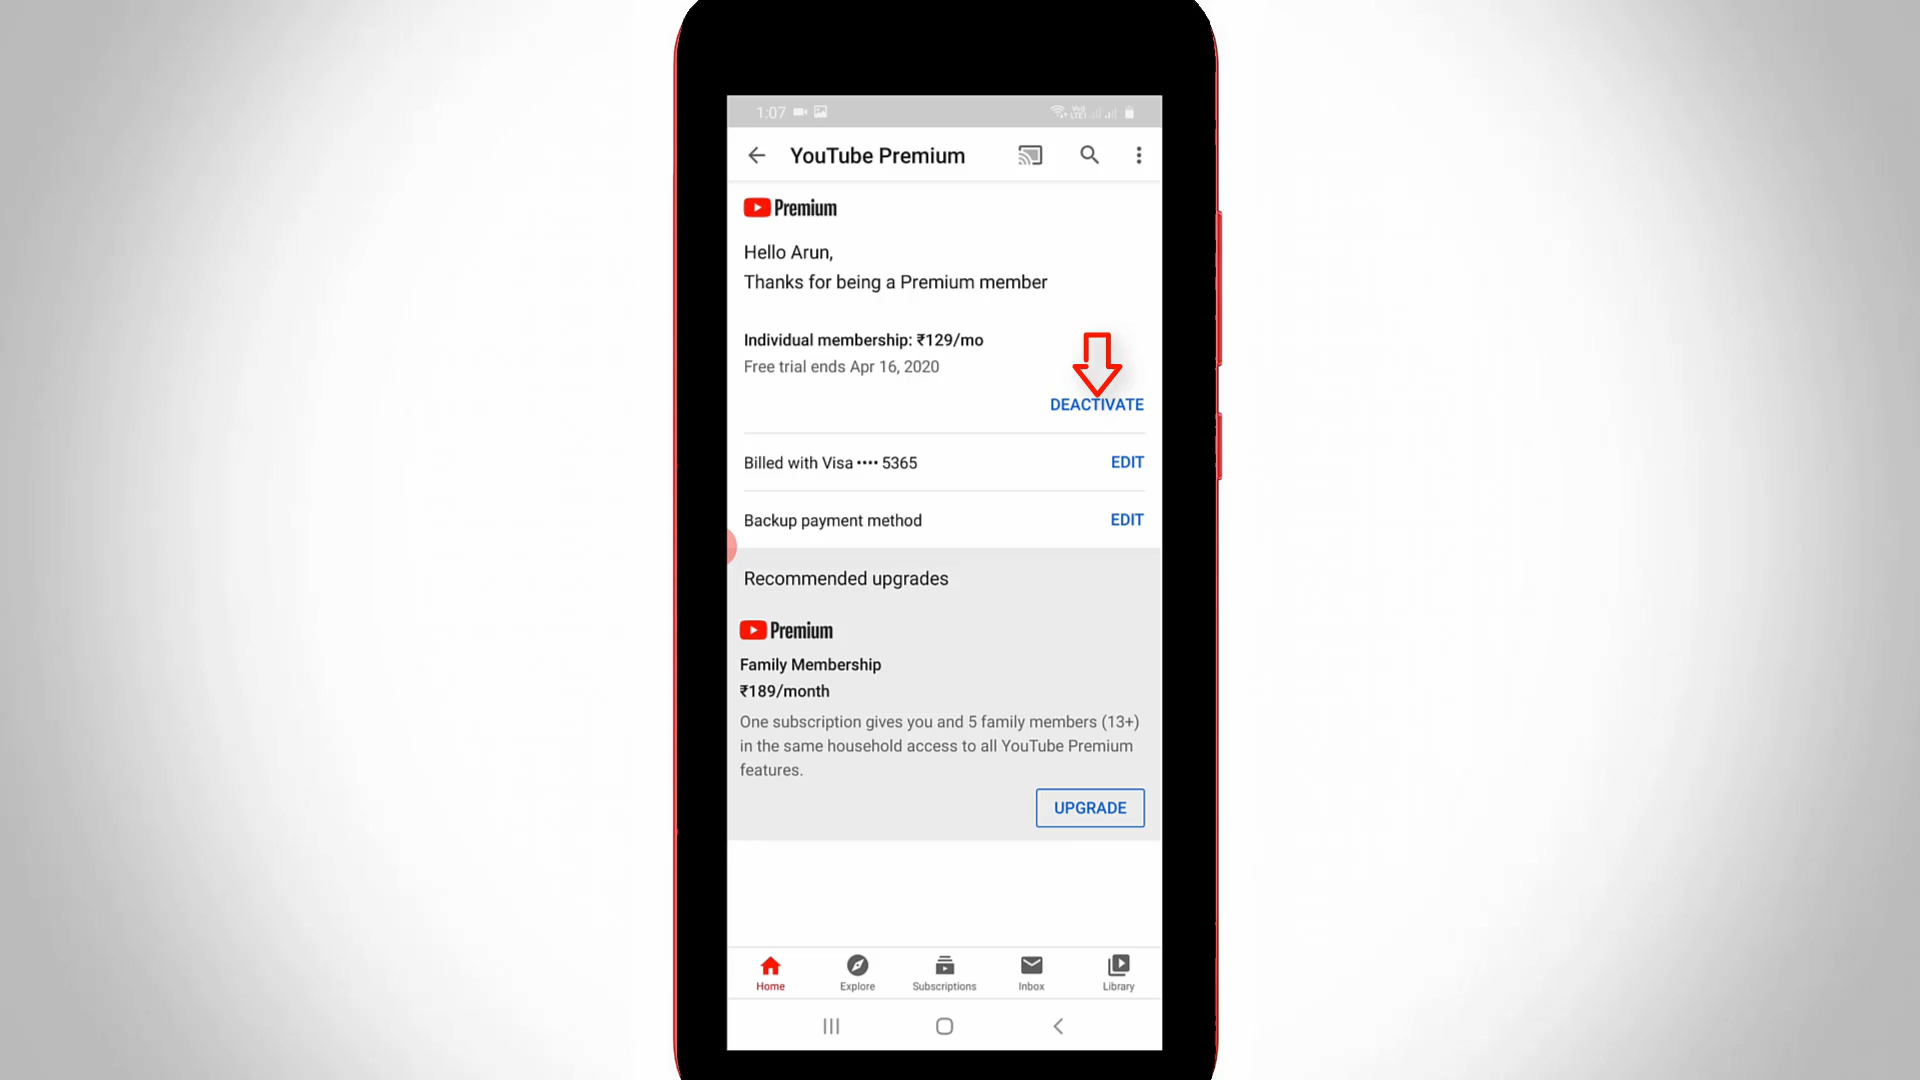 1:07
YouTube Premium
Premium
Hello Arun,
Thanks for being a Premium member
Individual membership: ₹129/mo
Free trial ends Apr 16, 2020
DEACTIVATE
Billed with Visa •••• 5365
EDIT
Backup payment method
EDIT
Recommended upgrades
Premium
Family Membership
₹189/month
One subscription gives you and 5 family members (13+)
in the same household access to all YouTube Premium
features.
UPGRADE
Home
Explore
Subscriptions
Inbox
Library